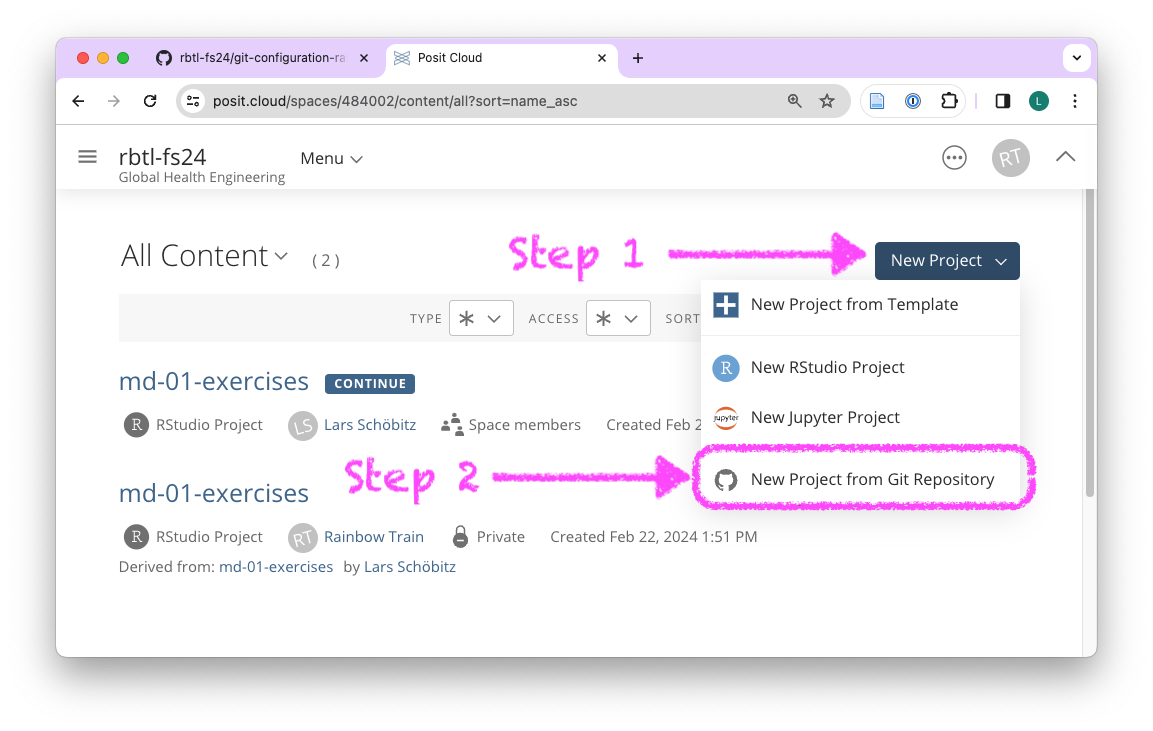 rbtl-fs24/git-configuration-ra
Posit Cloud
posit.cloud/spaces/484002/content/all?sort=name_asc
L
rbtl-fs24
Global Health Engineering
Menu
RT
All Content
( 2 )
Step 1
New Project
TYPE
ACCESS
SORT
New Project from Template
R New RStudio Project
jupyter New Jupyter Project
New Project from Git Repository
md-01-exercises CONTINUE
R RStudio Project LS Lars Schöbitz Space members Created Feb 2
Step 2
md-01-exercises
R RStudio Project RT Rainbow Train Private Created Feb 22, 2024 1:51 PM
Derived from: md-01-exercises by Lars Schöbitz